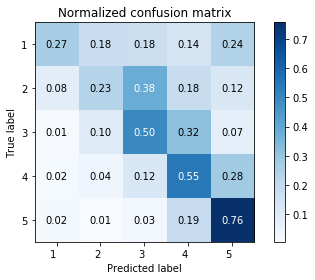 Normalized confusion matrix
True label
1 0.27 0.18 0.18 0.14 0.24
2 0.08 0.23 0.38 0.18 0.12
3 0.01 0.10 0.50 0.32 0.07
4 0.02 0.04 0.12 0.55 0.28
5 0.02 0.01 0.03 0.19 0.76
1 2 3 4 5
Predicted label
0.7
0.6
0.5
0.4
0.3
0.2
0.1